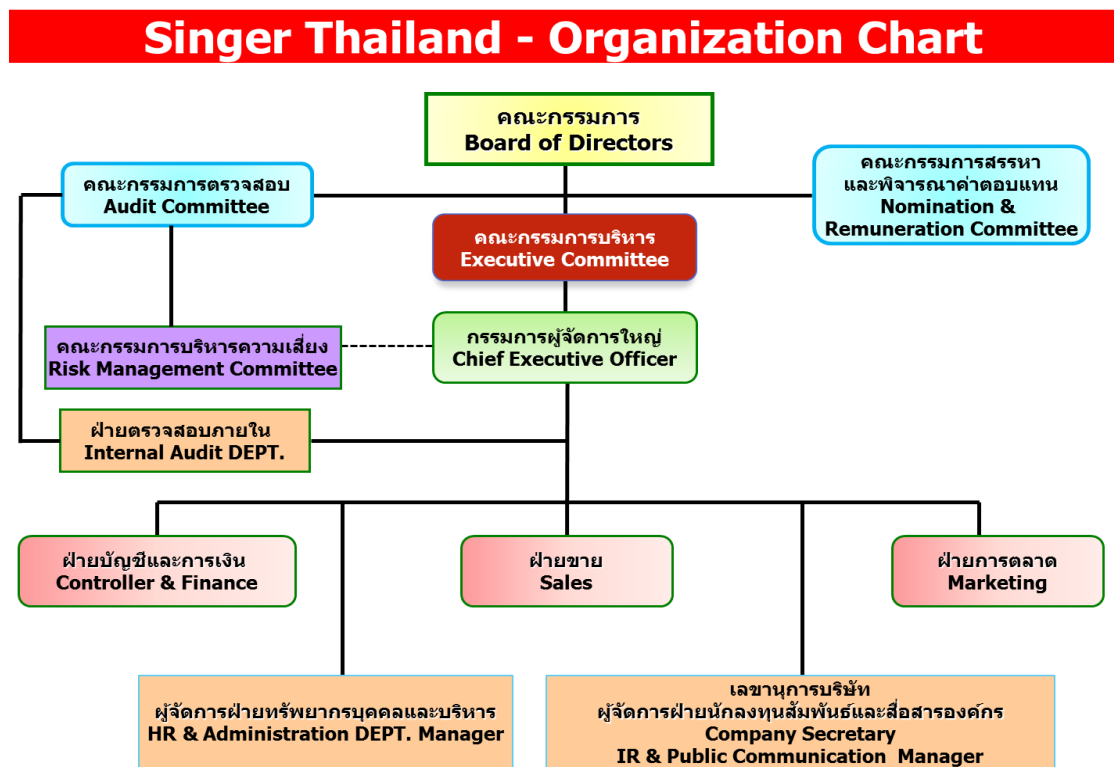 Singer Thailand - Organization Chart
คณะกรรมการ
Board of Directors
คณะกรรมการตรวจสอบ
Audit Committee
คณะกรรมการสรรหา
และพิจารณาค่าตอบแทน
Nomination &
Remuneration Committee
คณะกรรมการบริหาร
Executive Committee
คณะกรรมการบริหารความเสี่ยง
Risk Management Committee
กรรมการผู้จัดการใหญ่
Chief Executive Officer
ฝ่ายตรวจสอบภายใน
Internal Audit DEPT.
ฝ่ายบัญชีและการเงิน
Controller & Finance
ฝ่ายขาย
Sales
ฝ่ายการตลาด
Marketing
ผู้จัดการฝ่ายทรัพยากรบุคคลและบริหาร
HR & Administration DEPT. Manager
เลขานุการบริษัท
ผู้จัดการฝ่ายนักลงทุนสัมพันธ์และสื่อสารองค์กร
Company Secretary
IR & Public Communication Manager